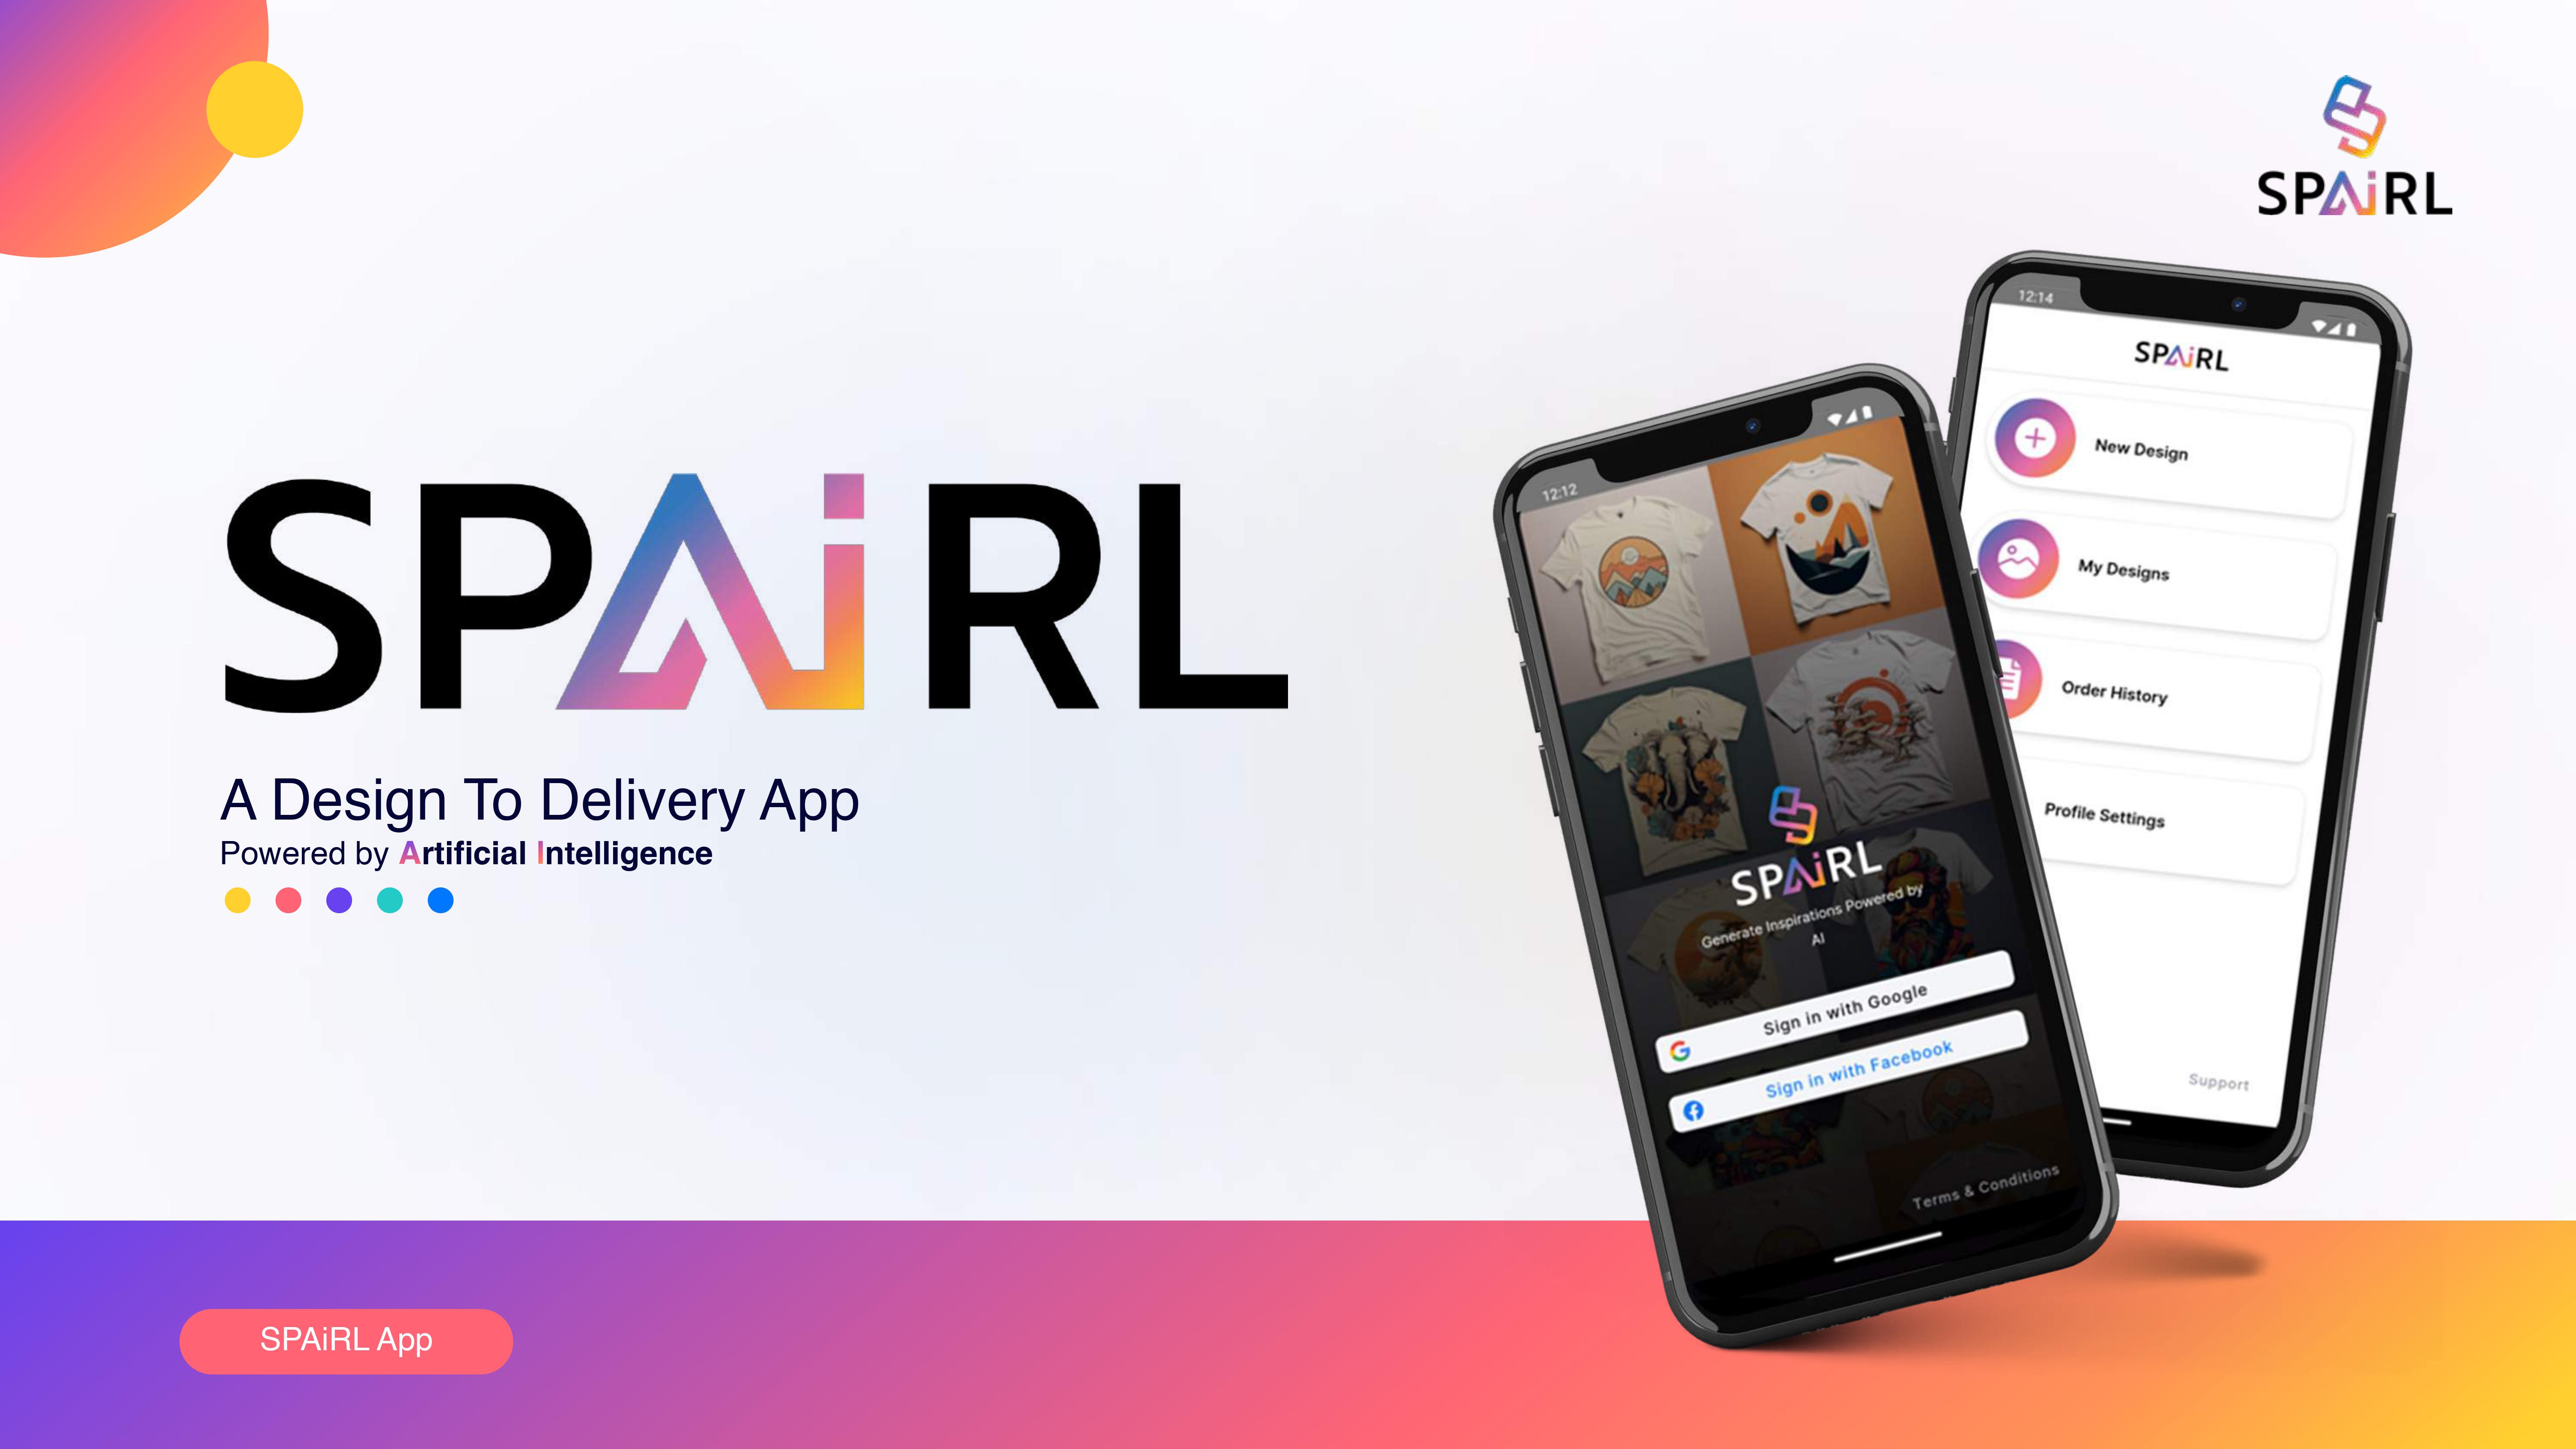 SPAiRL
SPAiRL
A Design To Delivery App
Powered by Artificial Intelligence
SPAiRL App
12:12
SPAiRL
Generate Inspirations Powered by
AI
Sign in with Google
Sign in with Facebook
Terms & Conditions
12:14
SPAiRL
New Design
My Designs
Order History
Profile Settings
Support